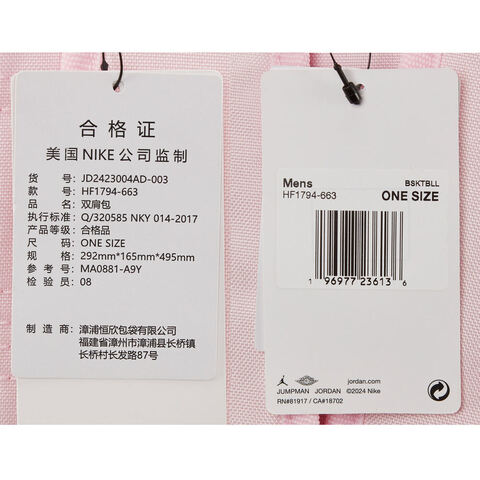 合格证
美国NIKE公司监制
货 号: JD2423004AD-003
款 号: HF1794-663
品 名: 双肩包
执行标准: Q/320585 NKY 014-2017
产品等级: 合格品
尺 码: ONE SIZE
规 格: 292mm*165mm*495mm
参 考 号: MA0881-A9Y
检 验 员: 08
制 造 商: 漳浦恒欣包袋有限公司
福建省漳州市漳浦县长桥镇
长桥村长发路87号
Mens BSKTBLL
HF1794-663 ONE SIZE
1 96977 23613 6
JUMPMAN JORDAN
jordan.com
©2024 Nike
RN#81917 / CA#18702